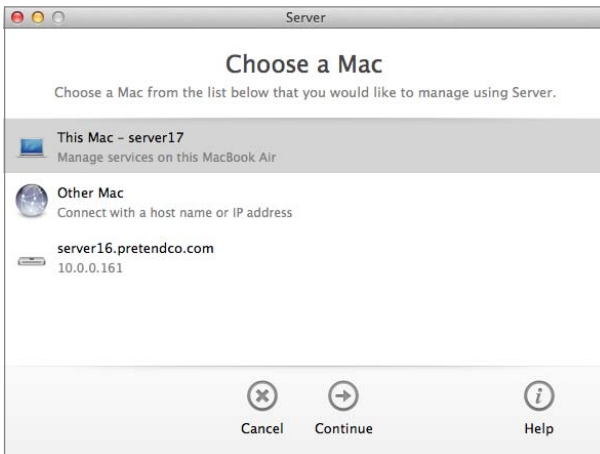 Server
Choose a Mac
Choose a Mac from the list below that you would like to manage using Server.
This Mac – server17
Manage services on this MacBook Air
Other Mac
Connect with a host name or IP address
server16.pretendco.com
10.0.0.161
Cancel Continue Help